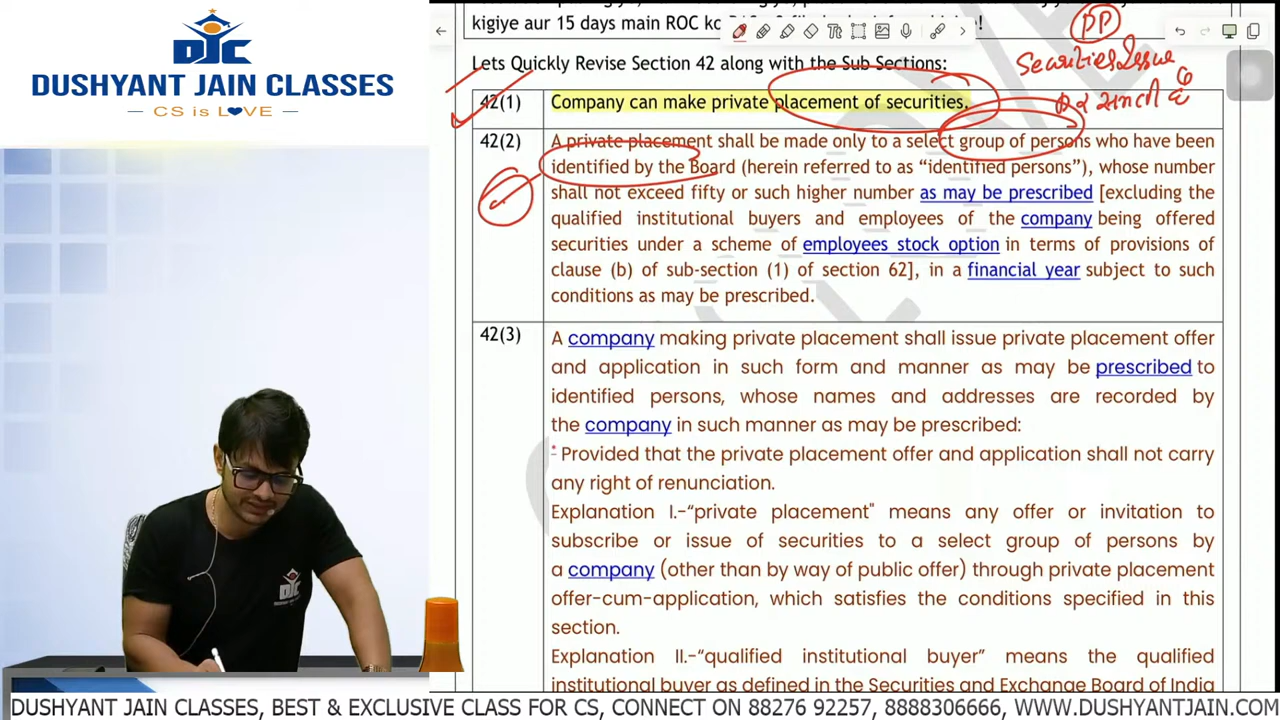 DJC
DUSHYANT JAIN CLASSES
CS is L♥VE
kigiye aur 15 days main ROC
PP
Securities Issue
Lets Quickly Revise Section 42 along with the Sub Sections:
42(1) Company can make private placement of securities.
42(2) A private placement shall be made only to a select group of persons who have been
identified by the Board (herein referred to as “identified persons”), whose number
shall not exceed fifty or such higher number as may be prescribed [excluding the
qualified institutional buyers and employees of the company being offered
securities under a scheme of employees stock option in terms of provisions of
clause (b) of sub-section (1) of section 62], in a financial year subject to such
conditions as may be prescribed.
42(3) A company making private placement shall issue private placement offer
and application in such form and manner as may be prescribed to
identified persons, whose names and addresses are recorded by
the company in such manner as may be prescribed:
Provided that the private placement offer and application shall not carry
any right of renunciation.
Explanation I.-“private placement" means any offer or invitation to
subscribe or issue of securities to a select group of persons by
a company (other than by way of public offer) through private placement
offer-cum-application, which satisfies the conditions specified in this
section.
Explanation II.-“qualified institutional buyer” means the qualified
institutional buyer as defined in the Securities and Exchange Board of India
DJC
DUSHYANT JAIN CLASSES, BEST & EXCLUSIVE CLASS FOR CS, CONNECT ON 88276 92257, 8888306666, WWW.DUSHYANTJAIN.COM